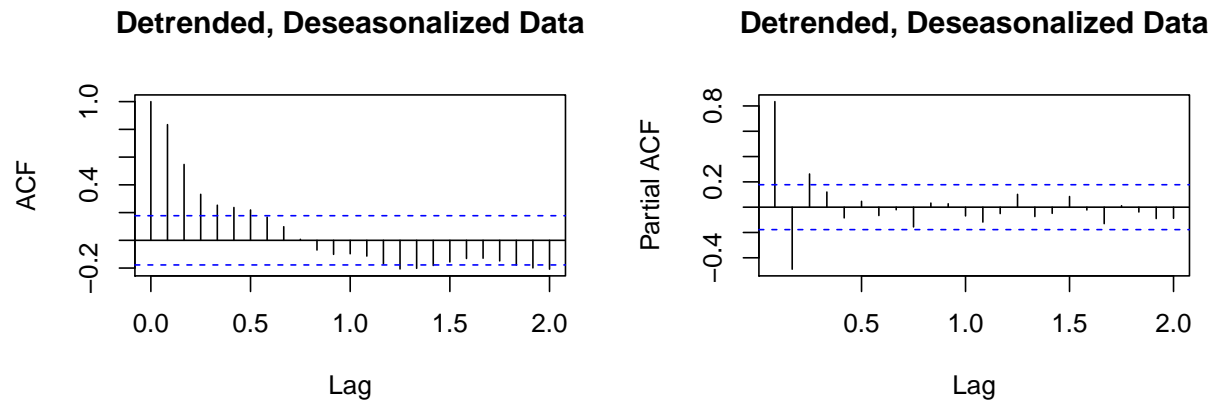 Detrended, Deseasonalized Data
ACF
1.0
0.4
−0.2
0.0 0.5 1.0 1.5 2.0
Lag
Detrended, Deseasonalized Data
Partial ACF
0.8
0.2
−0.4
0.5 1.0 1.5 2.0
Lag